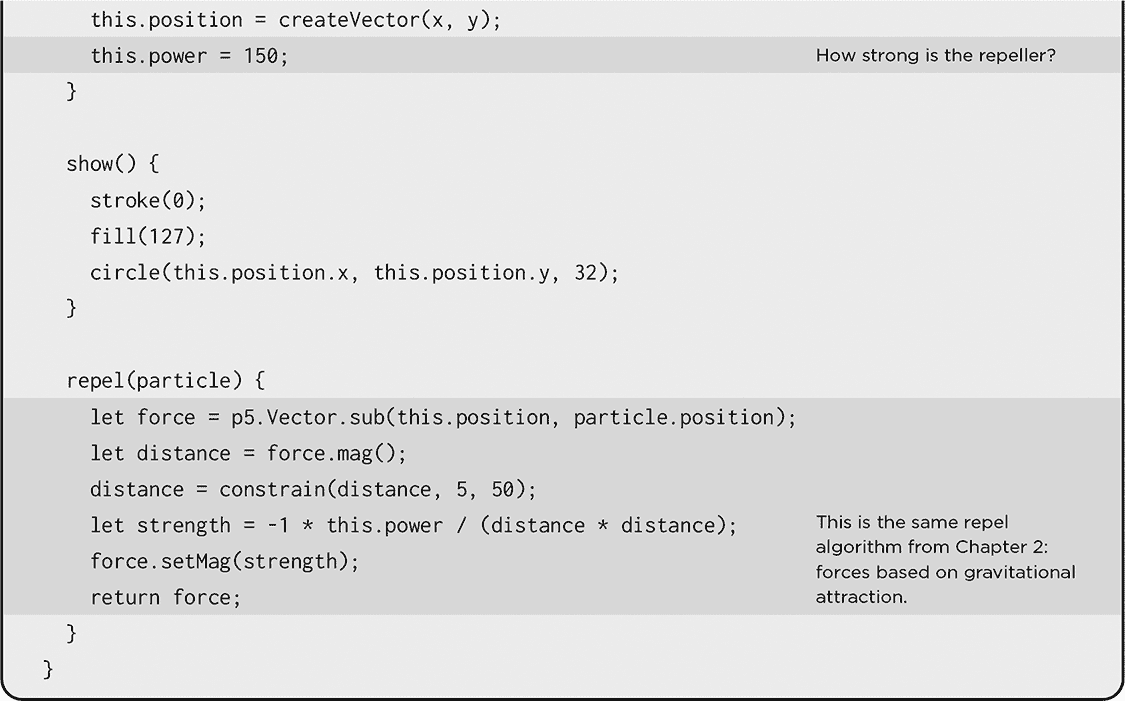 this.position = createVector(x, y);
this.power = 150;
How strong is the repeller?
}
show() {
stroke(0);
fill(127);
circle(this.position.x, this.position.y, 32);
}
repel(particle) {
let force = p5.Vector.sub(this.position, particle.position);
let distance = force.mag();
distance = constrain(distance, 5, 50);
let strength = -1 * this.power / (distance * distance);
force.setMag(strength);
return force;
This is the same repel
algorithm from Chapter 2:
forces based on gravitational
attraction.
}
}